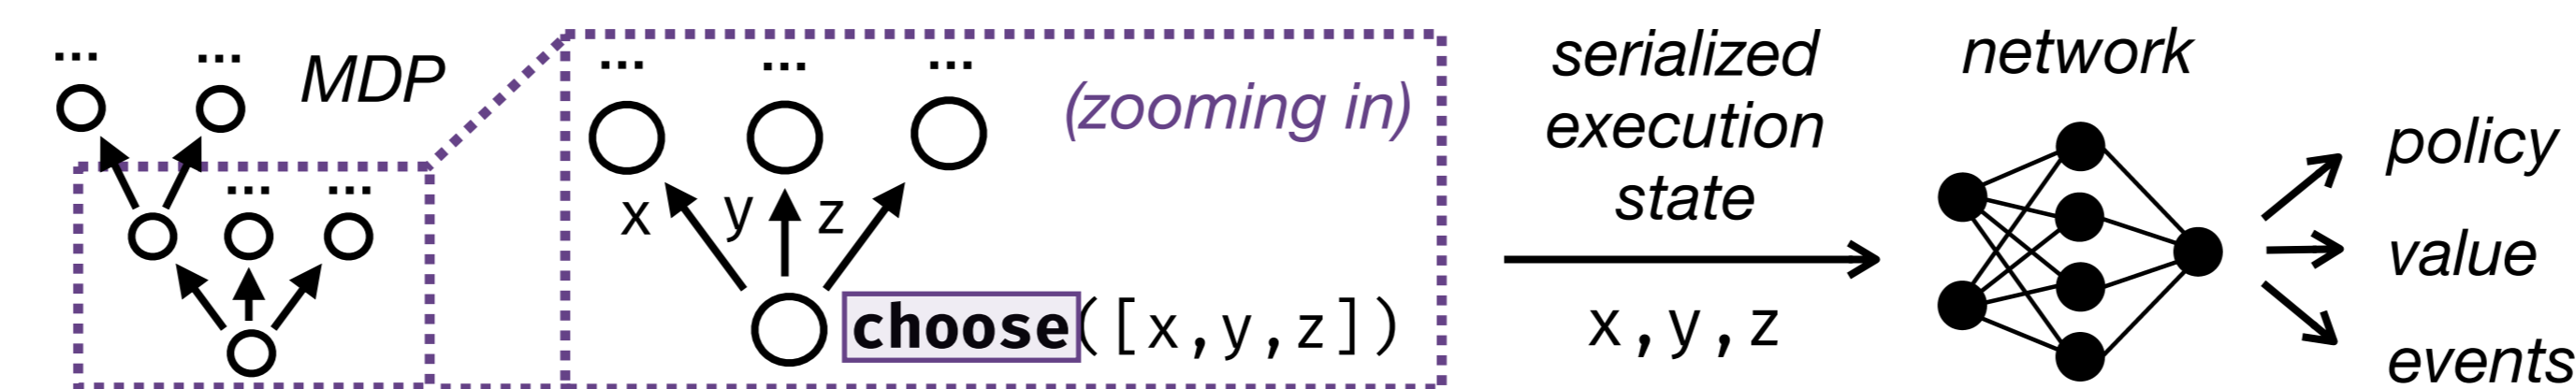 ... ... MDP
... ...
... ... ...
(zooming in)
x y z
choose([x,y,z])
serialized
execution
state
x,y,z
network
policy
value
events